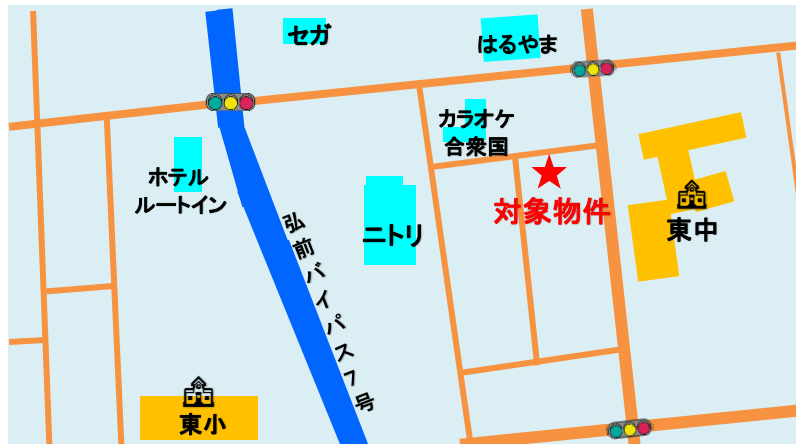 セガ
はるやま
カラオケ
合衆国
ホテル
ルートイン
対象物件
ニトリ
東中
弘前バイパス7号
東小